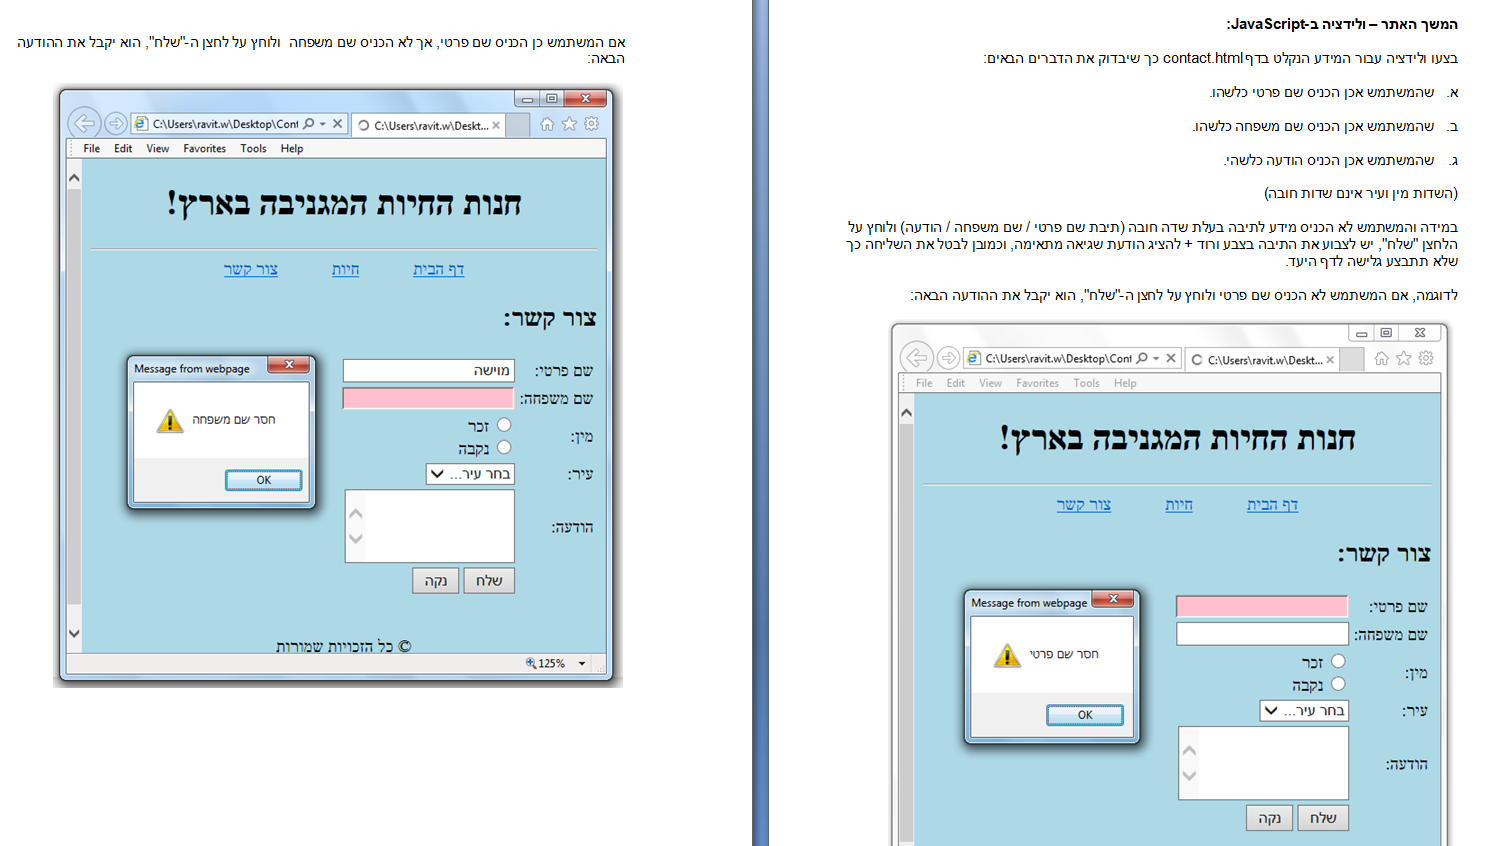 המשך האתר – ולידציה ב-JavaScript:
בצעו ולידציה עבור המידע הנקלט בדף contact.html כך שיבדוק את הדברים הבאים:
א. שהמשתמש אכן הכניס שם פרטי כלשהו.
ב. שהמשתמש אכן הכניס שם משפחה כלשהו.
ג. שהמשתמש אכן הכניס הודעה כלשהי.
(השדות מין ועיר אינם שדות חובה)
במידה והמשתמש לא הכניס מידע לתיבה בעלת שדה חובה (תיבת שם פרטי / שם משפחה / הודעה) ולוחץ על
הלחצן "שלח", יש לצבוע את התיבה בצבע ורוד + להציג הודעת שגיאה מתאימה, וכמובן לבטל את השליחה כך
שלא תתבצע גלישה לדף היעד.
לדוגמה, אם המשתמש לא הכניס שם פרטי ולוחץ על לחצן ה-"שלח", הוא יקבל את ההודעה הבאה:
C:\Users\ravit.w\Desktop\Cont
C:\Users\ravit.w\Deskt...
File Edit View Favorites Tools Help
חנות החיות המגניבה בארץ!
דף הבית חיות צור קשר
צור קשר:
שם פרטי:
שם משפחה:
מין: זכר
נקבה
עיר: בחר עיר...
הודעה:
שלח נקה
Message from webpage
חסר שם פרטי
OK
אם המשתמש כן הכניס שם פרטי, אך לא הכניס שם משפחה ולוחץ על לחצן ה-"שלח", הוא יקבל את ההודעה
הבאה:
C:\Users\ravit.w\Desktop\Cont
C:\Users\ravit.w\Deskt...
File Edit View Favorites Tools Help
חנות החיות המגניבה בארץ!
דף הבית חיות צור קשר
צור קשר:
שם פרטי: מוישה
שם משפחה:
מין: זכר
נקבה
עיר: בחר עיר...
הודעה:
שלח נקה
Message from webpage
חסר שם משפחה
OK
© כל הזכויות שמורות
125%